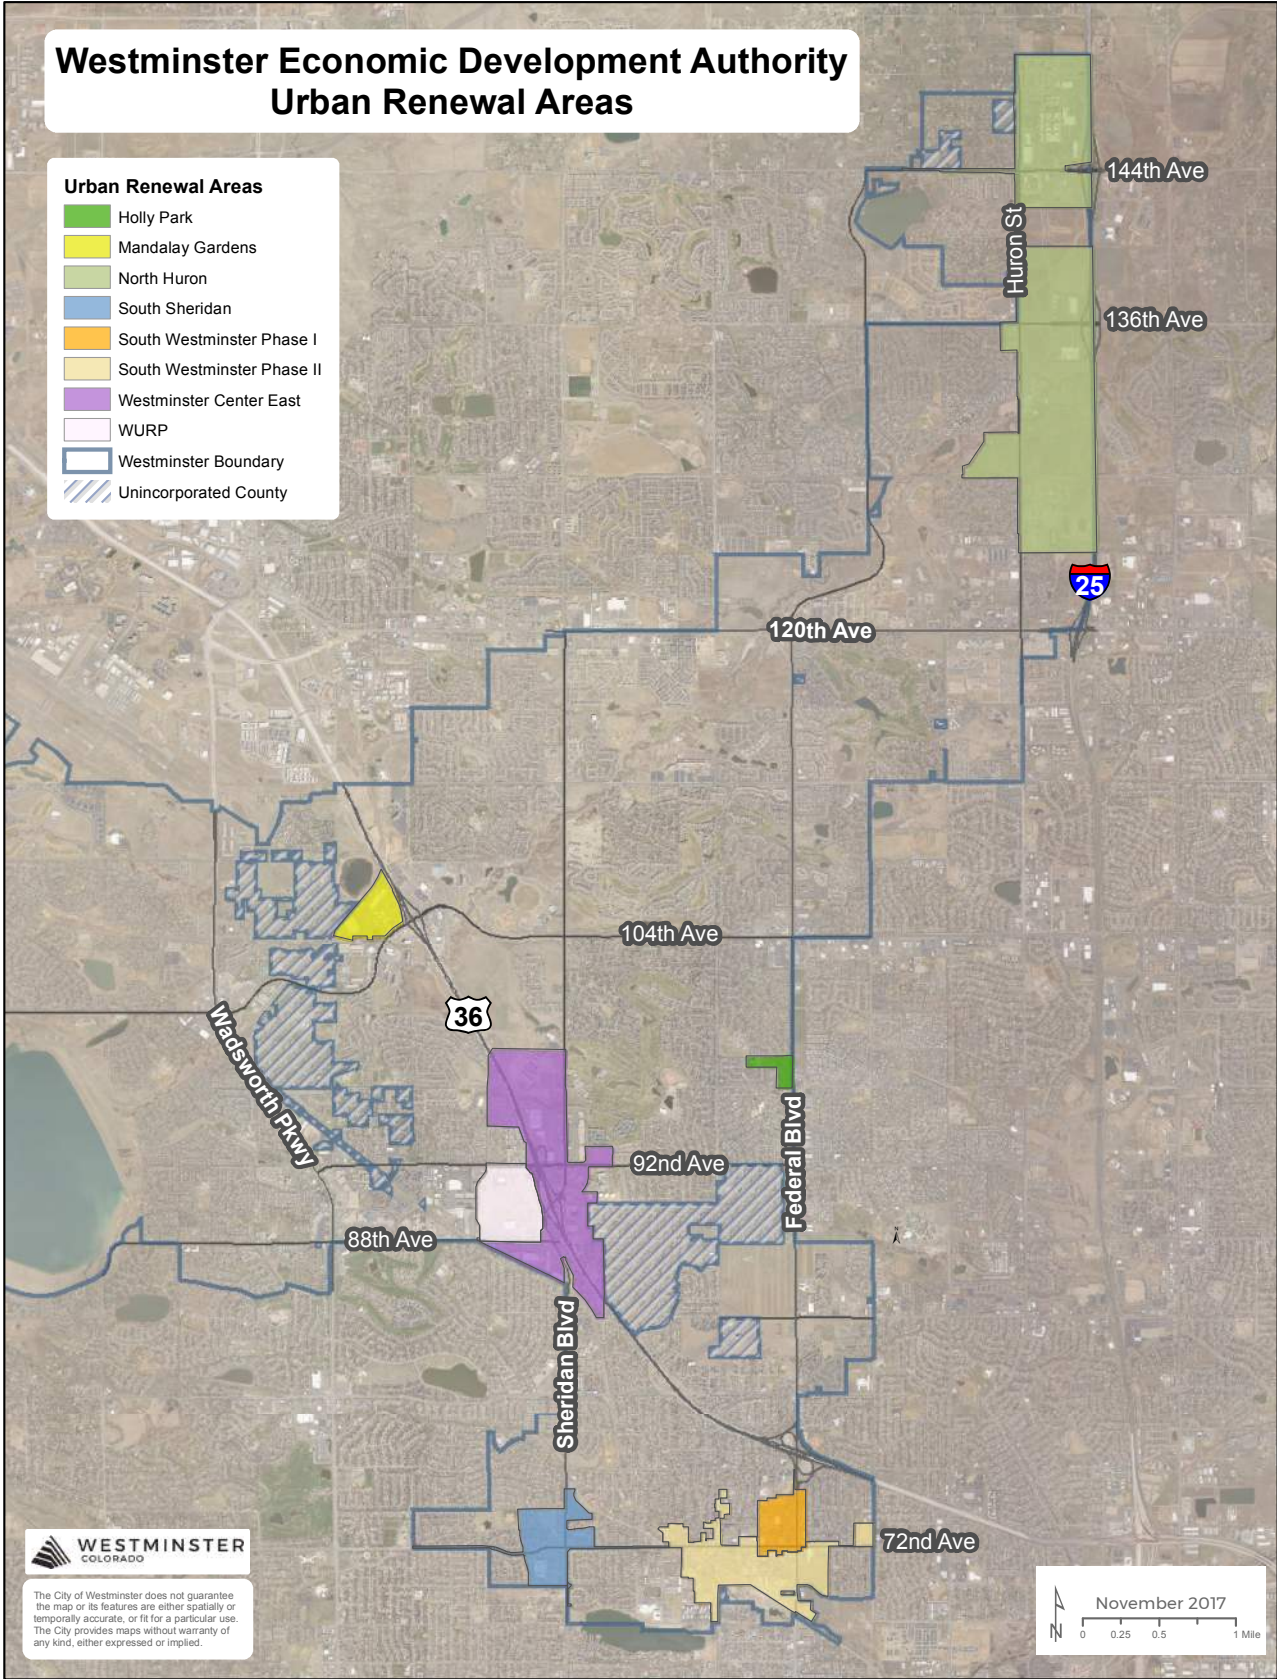 Westminster Economic Development Authority
Urban Renewal Areas
Urban Renewal Areas
Holly Park
Mandalay Gardens
North Huron
South Sheridan
South Westminster Phase I
South Westminster Phase II
Westminster Center East
WURP
Westminster Boundary
Unincorporated County
144th Ave
Huron St
136th Ave
25
120th Ave
104th Ave
36
Wadsworth Pkwy
Federal Blvd
92nd Ave
88th Ave
N
Sheridan Blvd
72nd Ave
WESTMINSTER
COLORADO
The City of Westminster does not guarantee
the map or its features are either spatially or
temporally accurate, or fit for a particular use.
The City provides maps without warranty of
any kind, either expressed or implied.
November 2017
N
0 0.25 0.5 1 Mile